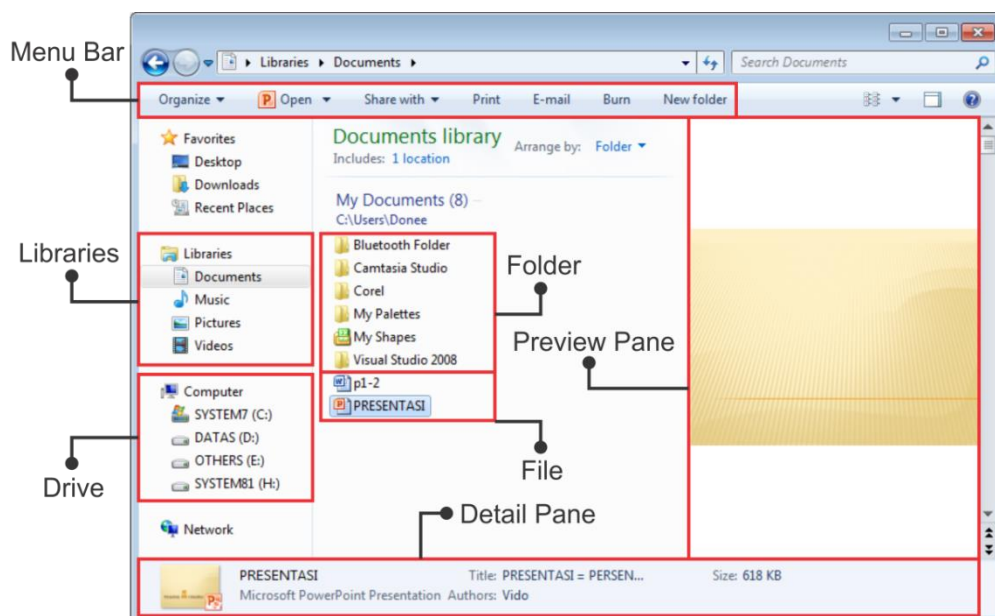 Menu Bar
Libraries ▸ Documents ▸
Search Documents
Organize
Open
Share with
Print
E-mail
Burn
New folder
Favorites
Desktop
Downloads
Recent Places
Libraries
Libraries
Documents
Music
Pictures
Videos
Computer
SYSTEM7 (C:)
DATAS (D:)
OTHERS (E:)
SYSTEM81 (H:)
Drive
Network
Documents library
Includes: 1 location
Arrange by: Folder
My Documents (8)
C:\Users\Donee
Bluetooth Folder
Camtasia Studio
Corel
My Palettes
My Shapes
Visual Studio 2008
p1-2
PRESENTASI
Folder
Preview Pane
File
Detail Pane
PRESENTASI
Title: PRESENTASI = PERSEN...
Size: 618 KB
Microsoft PowerPoint Presentation
Authors: Vido